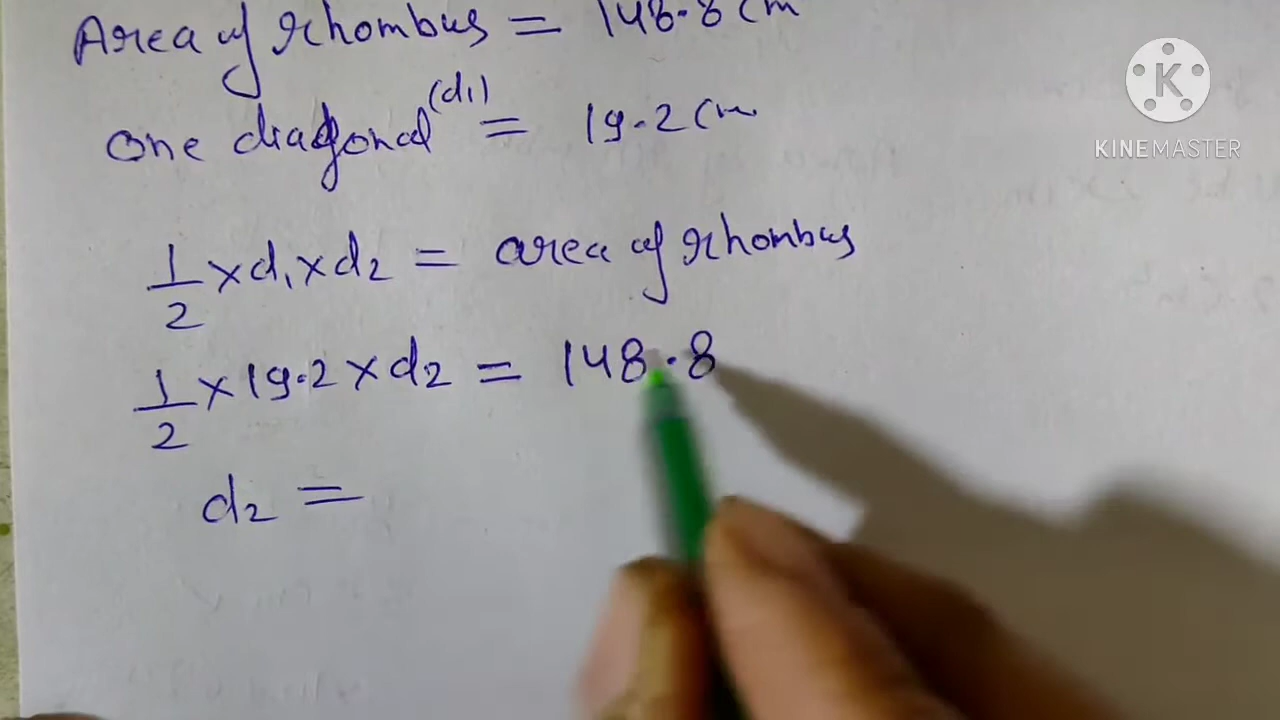 Area of rhombus = 148.8 cm
K
KINEMASTER
(d1)
One diagonal = 19.2 cm
1/2 × d1 × d2 = area of rhombus
1/2 × 19.2 × d2 = 148.8
d2 =